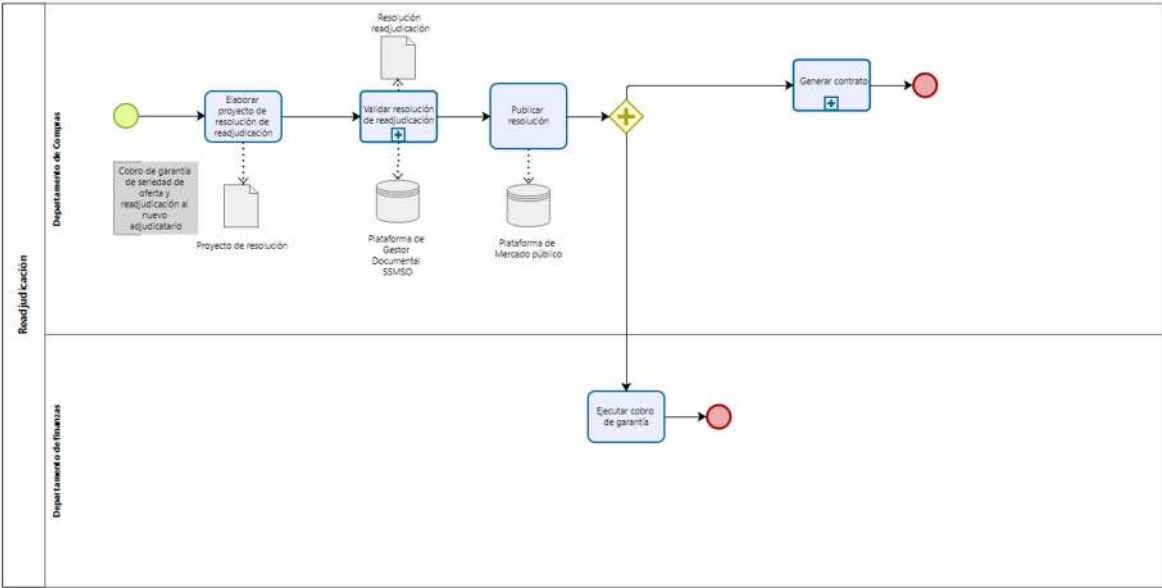 Readjudicación
Departamento de Compras
Resolución
readjudicación
Elaborar
proyecto de
resolución de
readjudicación
Validar resolución
de readjudicación
Publicar
resolución
Generar contrato
Cobro de garantía
de seriedad de
oferta y
readjudicación al
nuevo
adjudicatario
Proyecto de resolución
Plataforma de
Gestor
Documental
SSMSO
Plataforma de
Mercado público
Departamento de finanzas
Ejecutar cobro
de garantía